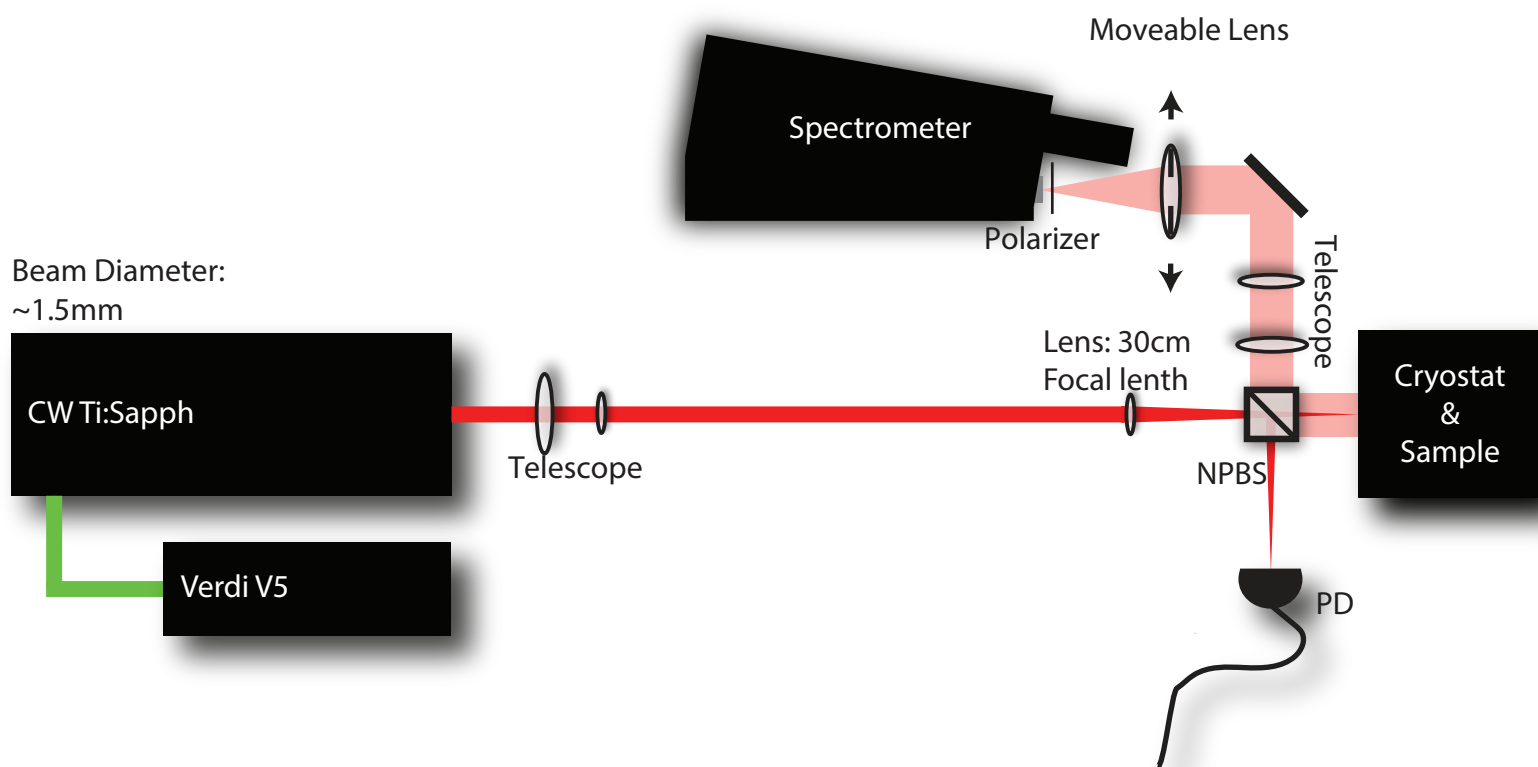 Moveable Lens
Spectrometer
Polarizer
Telescope
Beam Diameter:
~1.5mm
Lens: 30cm
Focal lenth
CW Ti:Sapph
Telescope
NPBS
Cryostat
&
Sample
Verdi V5
PD